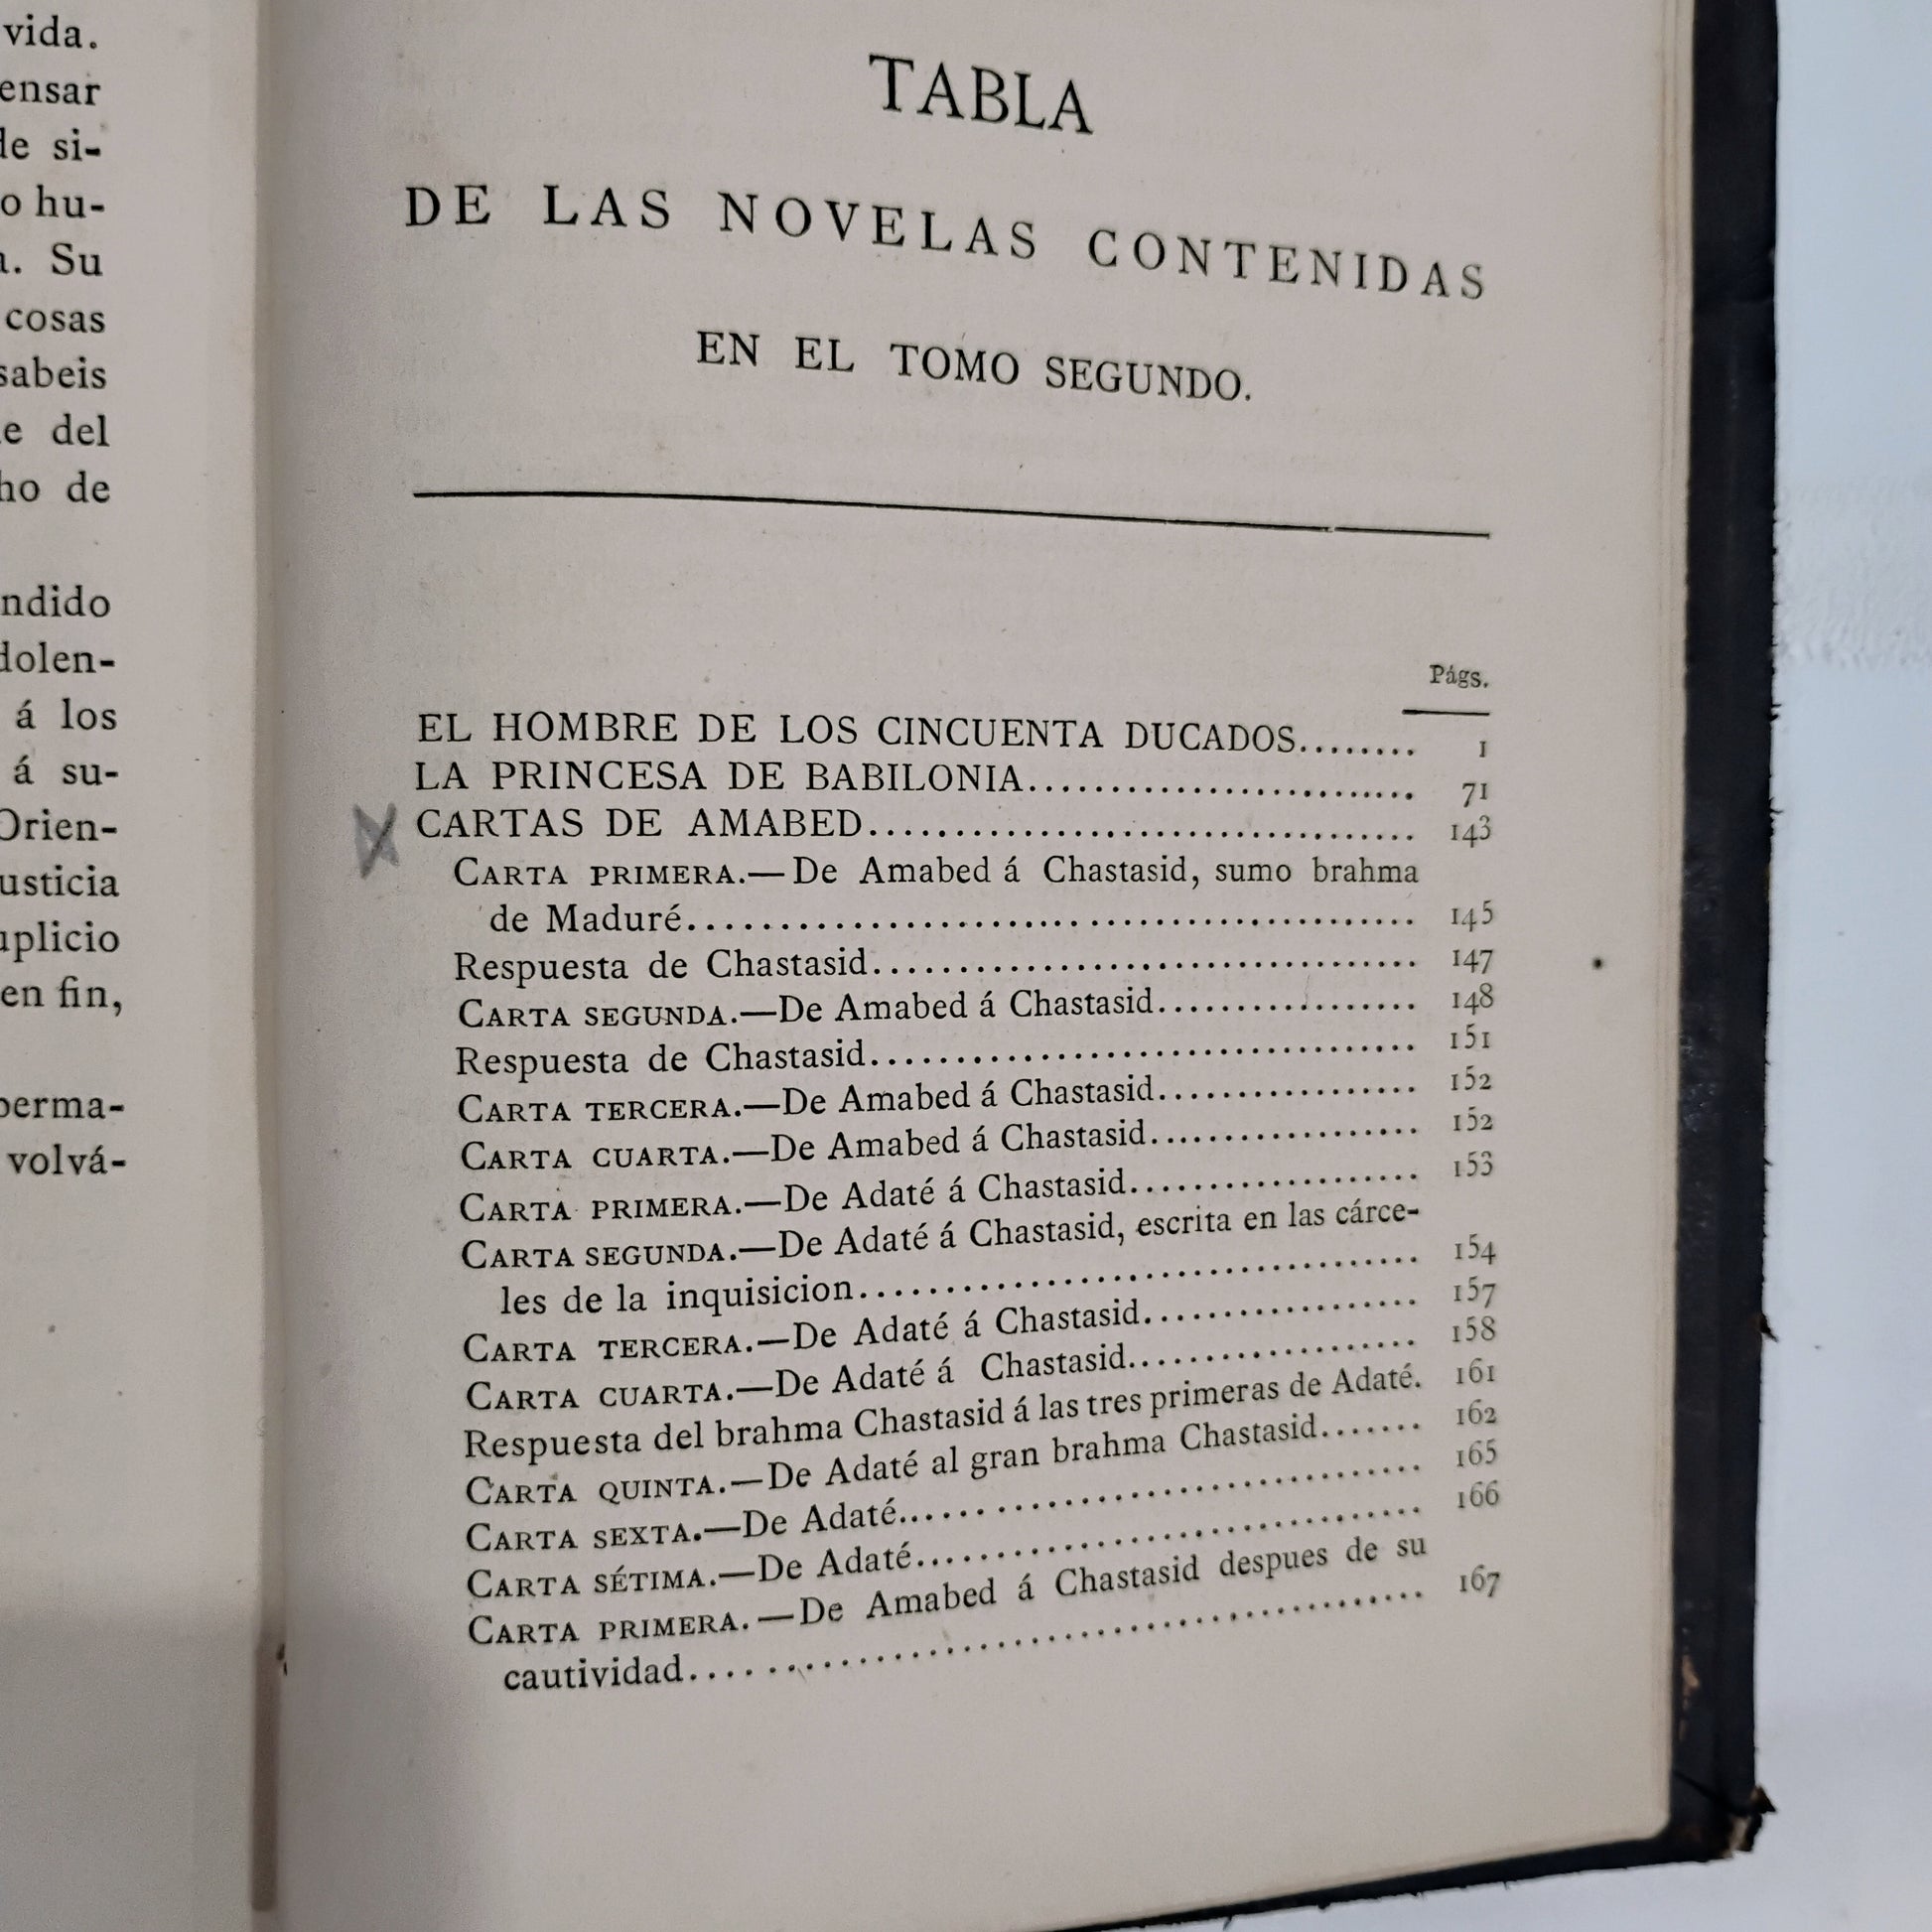 vida.
ensar
de si-
o hu-
a. Su
cosas
sabeis
e del
ho de
ndido
dolen-
á los
á su-
Orien-
usticia
uplicio
en fin,
perma-
volvá-
TABLA
DE LAS NOVELAS CONTENIDAS
EN EL TOMO SEGUNDO.
Págs.
EL HOMBRE DE LOS CINCUENTA DUCADOS........ 1
LA PRINCESA DE BABILONIA........................... 71
CARTAS DE AMABED................................. 143
CARTA PRIMERA.—De Amabed á Chastasid, sumo brahma
de Maduré............................................ 145
Respuesta de Chastasid................................. 147
CARTA SEGUNDA.—De Amabed á Chastasid.................. 148
Respuesta de Chastasid................................. 151
CARTA TERCERA.—De Amabed á Chastasid.................. 152
CARTA CUARTA.—De Amabed á Chastasid................... 152
CARTA PRIMERA.—De Adaté á Chastasid.................... 153
CARTA SEGUNDA.—De Adaté á Chastasid, escrita en las cárce-
les de la inquisicion.................................. 154
CARTA TERCERA.—De Adaté á Chastasid................... 157
CARTA CUARTA.—De Adaté á Chastasid.................... 158
Respuesta del brahma Chastasid á las tres primeras de Adaté. 161
CARTA QUINTA.—De Adaté al gran brahma Chastasid....... 162
CARTA SEXTA.—De Adaté.................................. 165
CARTA SÉTIMA.—De Adaté................................. 166
CARTA PRIMERA.—De Amabed á Chastasid despues de su
cautividad............................................. 167